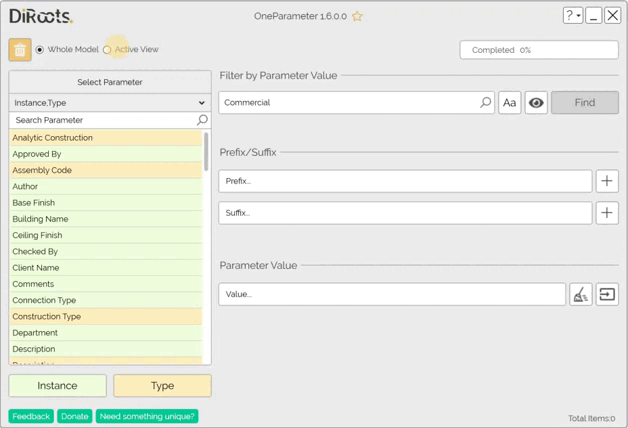 DiRoots.
OneParameter 1.6.0.0
?
Whole Model
Active View
Completed 0%
Select Parameter
Instance,Type
Search Parameter
Analytic Construction
Approved By
Assembly Code
Author
Base Finish
Building Name
Ceiling Finish
Checked By
Client Name
Comments
Connection Type
Construction Type
Department
Description
Instance
Type
Feedback
Donate
Need something unique?
Filter by Parameter Value
Commercial
Aa
Find
Prefix/Suffix
Prefix...
Suffix...
Parameter Value
Value...
Total Items:0